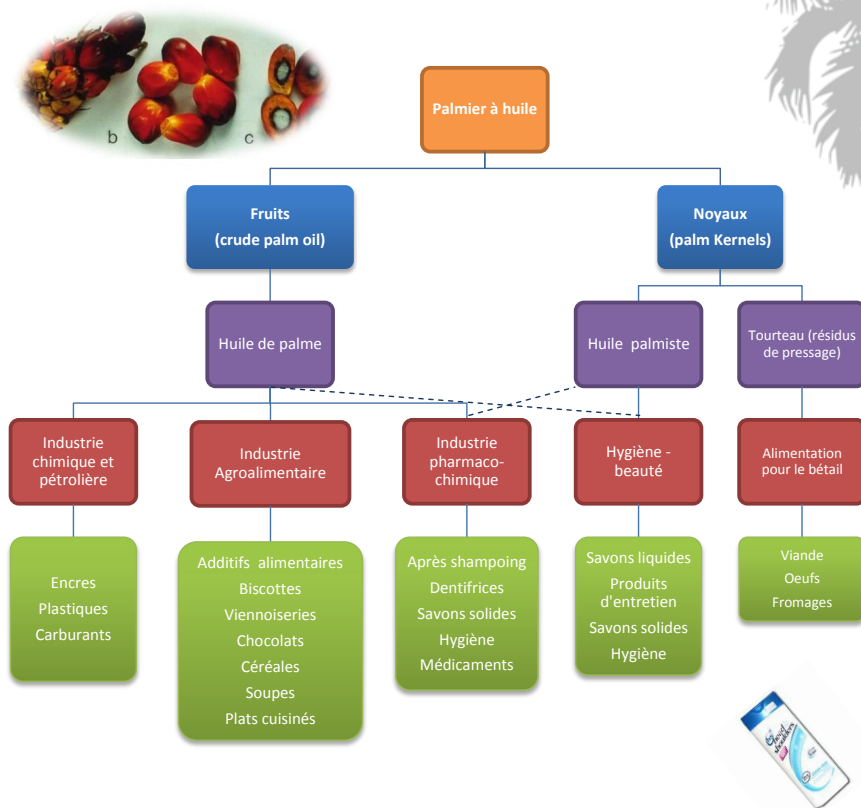 b
c
Palmier à huile
Fruits
(crude palm oil)
Noyaux
(palm Kernels)
Huile de palme
Huile palmiste
Tourteau (résidus
de pressage)
Industrie
chimique et
pétrolière
Industrie
Agroalimentaire
Industrie
pharmaco-
chimique
Hygiène -
beauté
Alimentation
pour le bétail
Encres
Plastiques
Carburants
Additifs alimentaires
Biscottes
Viennoiseries
Chocolats
Céréales
Soupes
Plats cuisinés
Après shampoing
Dentifrices
Savons solides
Hygiène
Médicaments
Savons liquides
Produits
d'entretien
Savons solides
Hygiène
Viande
Oeufs
Fromages
head
shoulders